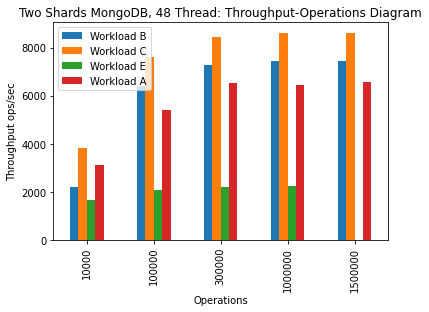 Two Shards MongoDB, 48 Thread: Throughput-Operations Diagram
Workload B
Workload C
Workload E
Workload A
Throughput ops/sec
8000
6000
4000
2000
0
10000
100000
300000
1000000
1500000
Operations